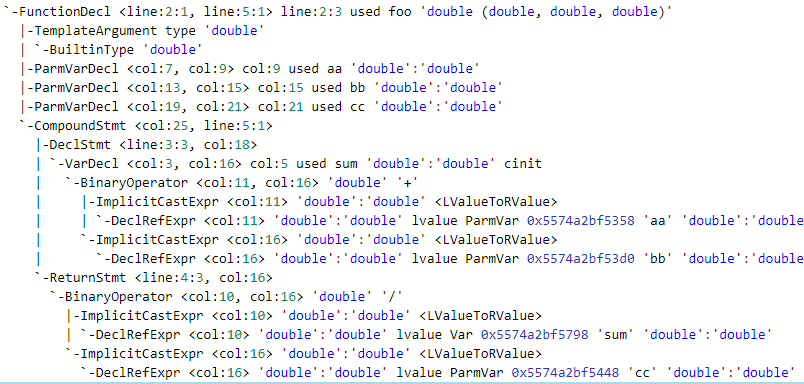 `-FunctionDecl <line:2:1, line:5:1> line:2:3 used foo 'double (double, double, double)'
  |-TemplateArgument type 'double'
  | `-BuiltinType 'double'
  |-ParmVarDecl <col:7, col:9> col:9 used aa 'double':'double'
  |-ParmVarDecl <col:13, col:15> col:15 used bb 'double':'double'
  |-ParmVarDecl <col:19, col:21> col:21 used cc 'double':'double'
  `-CompoundStmt <col:25, line:5:1>
    |-DeclStmt <line:3:3, col:18>
    | `-VarDecl <col:3, col:16> col:5 used sum 'double':'double' cinit
    |   `-BinaryOperator <col:11, col:16> 'double' '+'
    |     |-ImplicitCastExpr <col:11> 'double':'double' <LValueToRValue>
    |     | `-DeclRefExpr <col:11> 'double':'double' lvalue ParmVar 0x5574a2bf5358 'aa' 'double':'double
    |     `-ImplicitCastExpr <col:16> 'double':'double' <LValueToRValue>
    |       `-DeclRefExpr <col:16> 'double':'double' lvalue ParmVar 0x5574a2bf53d0 'bb' 'double':'double
    `-ReturnStmt <line:4:3, col:16>
      `-BinaryOperator <col:10, col:16> 'double' '/'
        |-ImplicitCastExpr <col:10> 'double':'double' <LValueToRValue>
        | `-DeclRefExpr <col:10> 'double':'double' lvalue Var 0x5574a2bf5798 'sum' 'double':'double'
        `-ImplicitCastExpr <col:16> 'double':'double' <LValueToRValue>
          `-DeclRefExpr <col:16> 'double':'double' lvalue ParmVar 0x5574a2bf5448 'cc' 'double':'double'